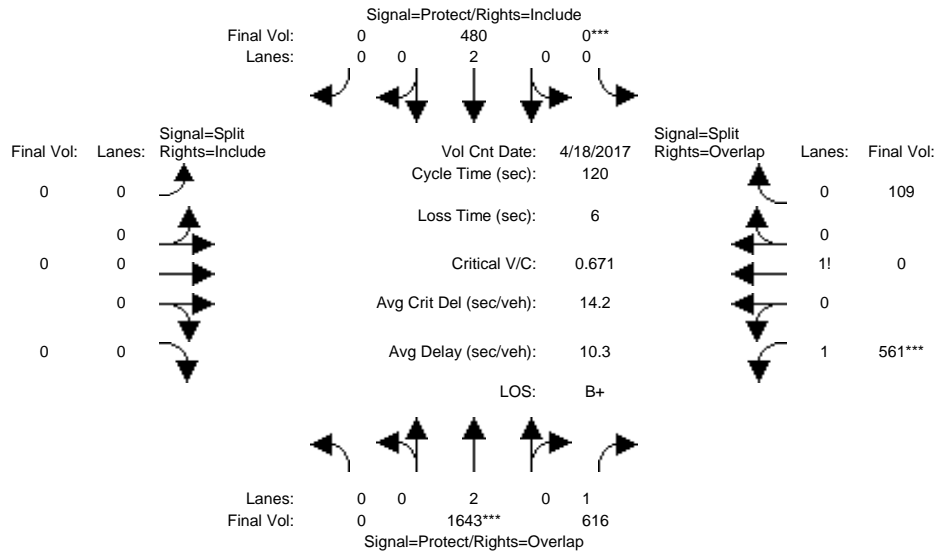 Signal=Protect/Rights=Include
Final Vol: 0 480 0***
Lanes: 0 0 2 0 0
Signal=Split
Final Vol: Lanes: Rights=Include
Vol Cnt Date: 4/18/2017
Signal=Split
Rights=Overlap Lanes: Final Vol:
Cycle Time (sec): 120
0 0
0 109
Loss Time (sec): 6
0
0
0 0
Critical V/C: 0.671
1! 0
0
Avg Crit Del (sec/veh): 14.2
0
0 0
Avg Delay (sec/veh): 10.3
1 561***
LOS: B+
Lanes: 0 0 2 0 1
Final Vol: 0 1643*** 616
Signal=Protect/Rights=Overlap